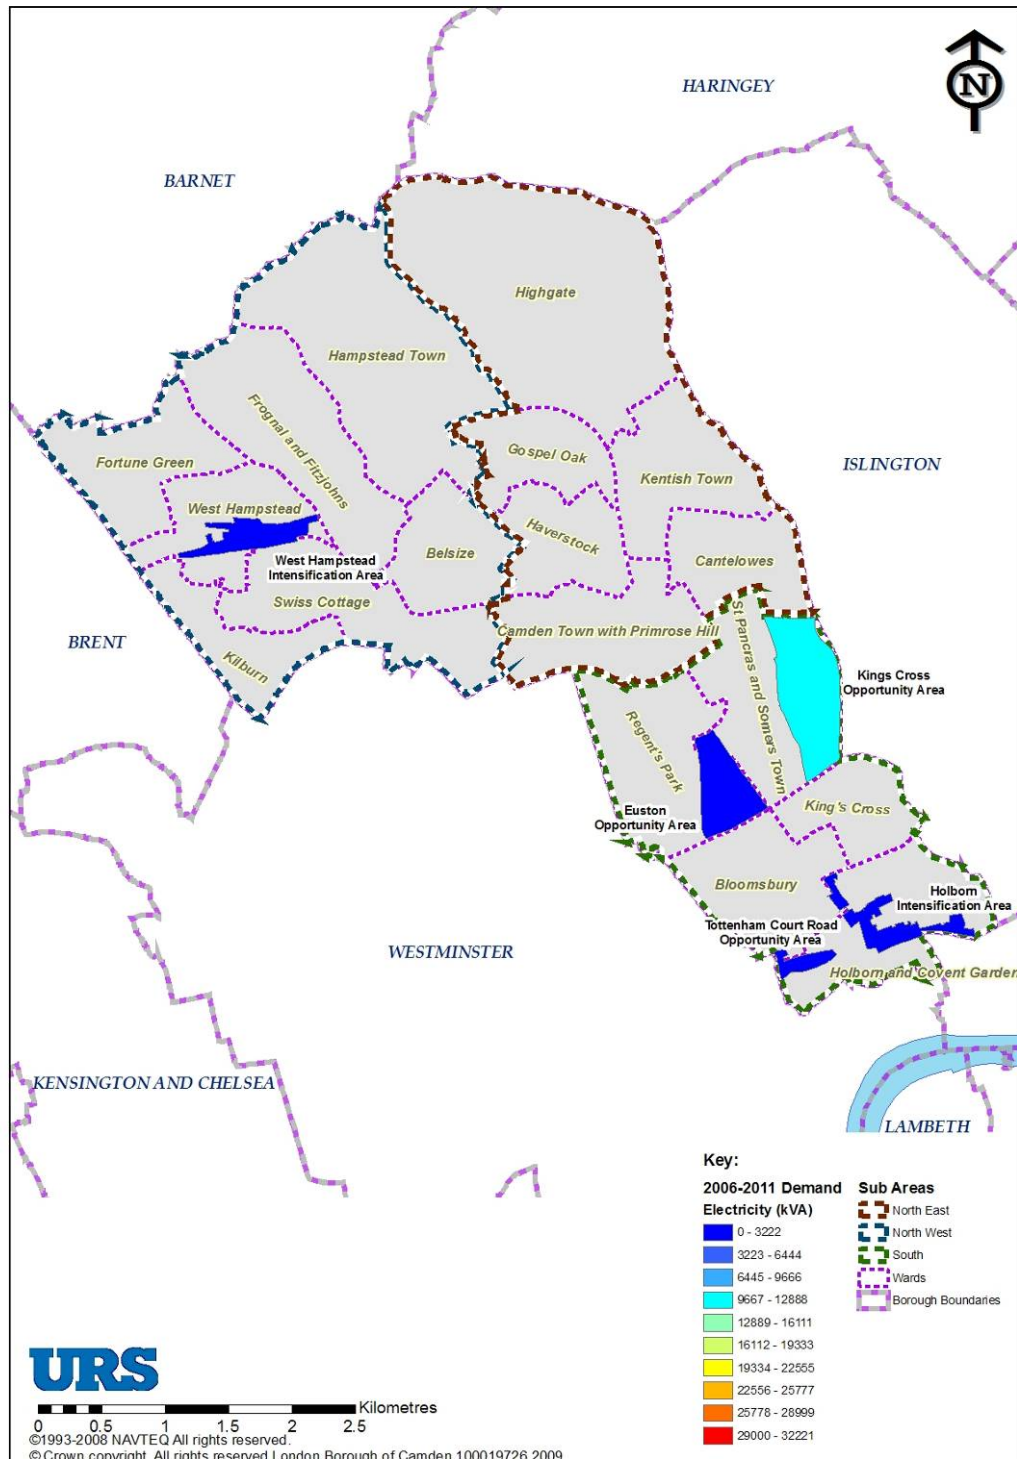 HARINGEY
N
BARNET
Highgate
Hampstead Town
Frognal and Fitzjohns
Gospel Oak
ISLINGTON
Fortune Green
Kentish Town
West Hampstead
Haverstock
Belsize
Cantelowes
West Hampstead
Intensification Area
Swiss Cottage
St Pancras and Somers Town
BRENT
Camden Town with Primrose Hill
Kilburn
Kings Cross
Opportunity Area
Regent's Park
Euston
Opportunity Area
King's Cross
Bloomsbury
Holborn
Intensification Area
Tottenham Court Road
Opportunity Area
WESTMINSTER
Holborn and Covent Garden
KENSINGTON AND CHELSEA
LAMBETH
Key:
2006-2011 Demand
Electricity (kVA)
0 - 3222
3223 - 6444
6445 - 9666
9667 - 12888
12889 - 16111
16112 - 19333
19334 - 22555
22556 - 25777
25778 - 28999
29000 - 32221
Sub Areas
North East
North West
South
Wards
Borough Boundaries
URS
Kilometres
0 0.5 1 1.5 2 2.5
©1993-2008 NAVTEQ All rights reserved.
© Crown copyright. All rights reserved London Borough of Camden 100019726 2009